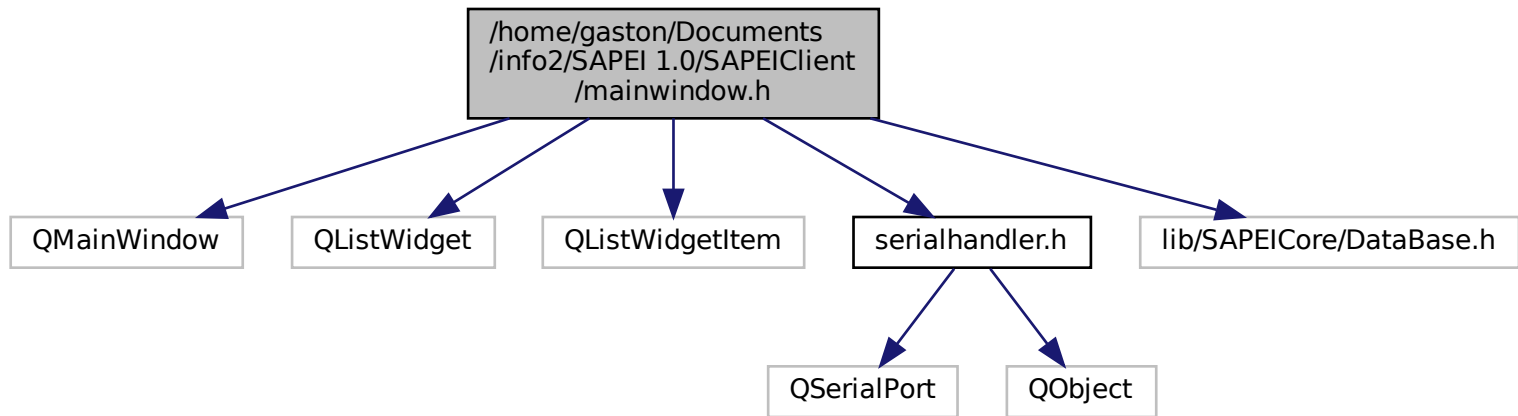 /home/gaston/Documents
/info2/SAPEI 1.0/SAPEIClient
/mainwindow.h
QMainWindow
QListWidget
QListWidgetItem
serialhandler.h
lib/SAPEICore/DataBase.h
QSerialPort
QObject